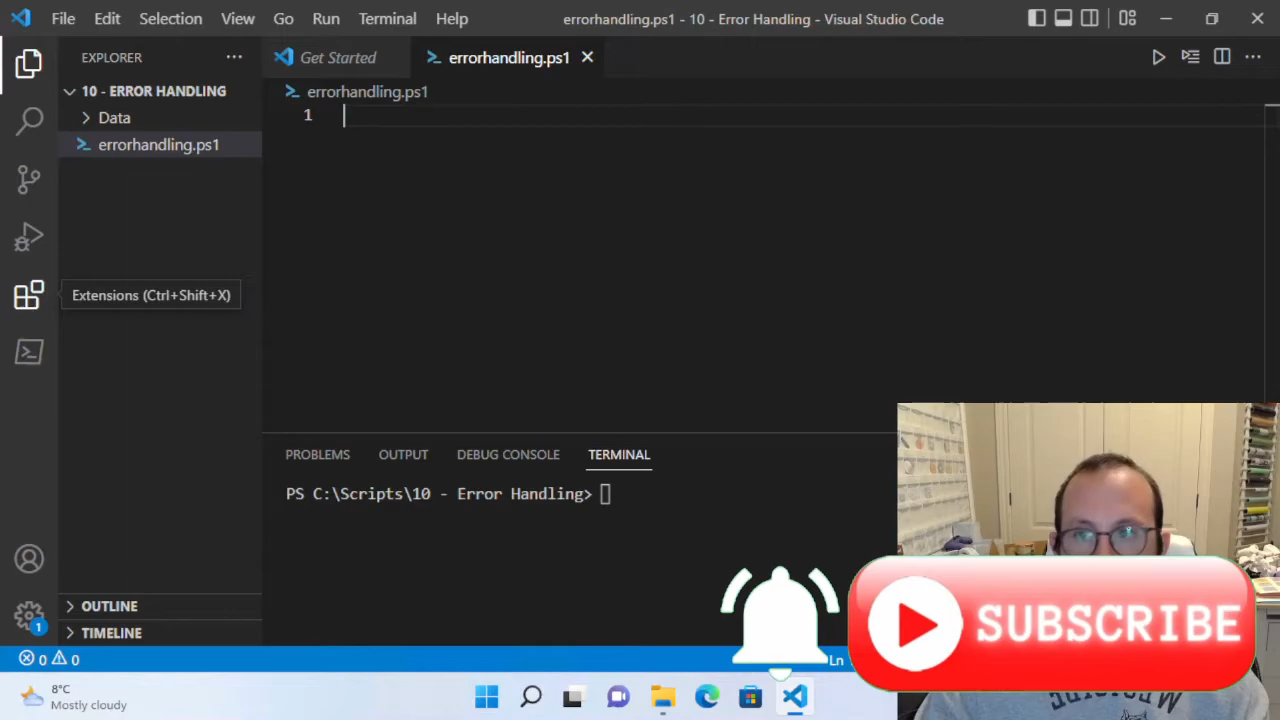 File Edit Selection View Go Run Terminal Help
errorhandling.ps1 - 10 - Error Handling - Visual Studio Code
EXPLORER
Get Started
errorhandling.ps1
10 - ERROR HANDLING
errorhandling.ps1
Data
1
errorhandling.ps1
Extensions (Ctrl+Shift+X)
PROBLEMS OUTPUT DEBUG CONSOLE TERMINAL
PS C:\Scripts\10 - Error Handling>
OUTLINE
1
TIMELINE
SUBSCRIBE
0 0
Ln
8°C
Mostly cloudy